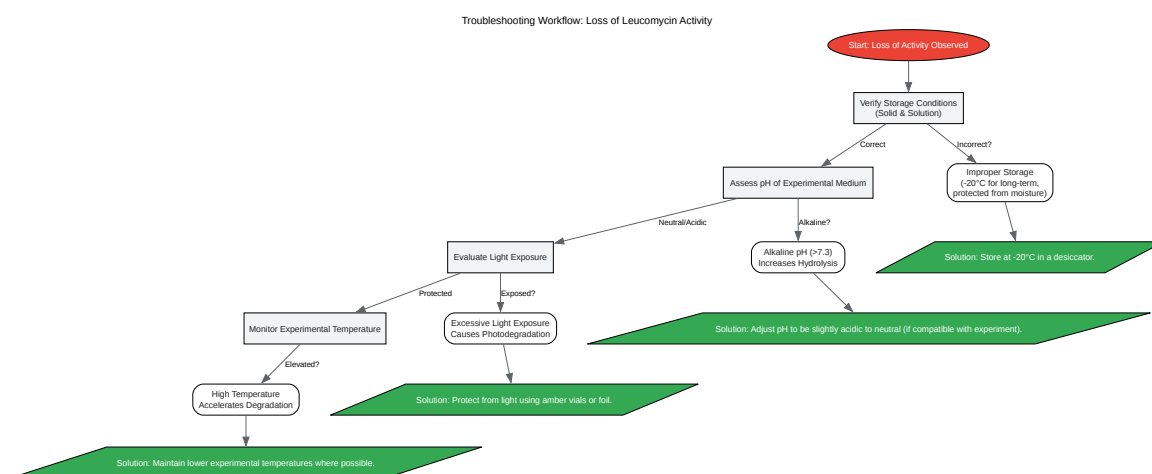 Troubleshooting Workflow: Loss of Leucomycin Activity
Start: Loss of Activity Observed
Verify Storage Conditions
(Solid & Solution)
Correct
Incorrect?
Assess pH of Experimental Medium
Improper Storage
(-20°C for long-term,
protected from moisture)
Neutral/Acidic
Alkaline?
Evaluate Light Exposure
Alkaline pH (>7.3)
Increases Hydrolysis
Solution: Store at -20°C in a desiccator.
Protected
Exposed?
Monitor Experimental Temperature
Excessive Light Exposure
Causes Photodegradation
Solution: Adjust pH to be slightly acidic to neutral (if compatible with experiment).
Elevated?
High Temperature
Accelerates Degradation
Solution: Protect from light using amber vials or foil.
Solution: Maintain lower experimental temperatures where possible.